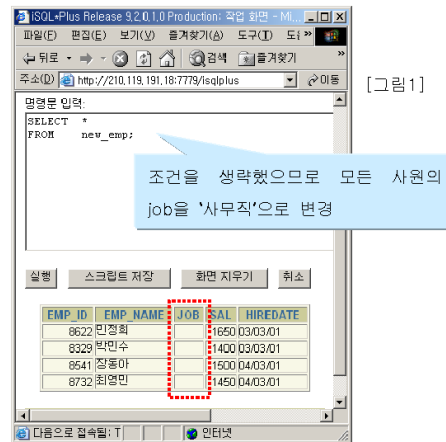 iSQL*Plus Release 9,2,0,1,0 Production: 작업 화면 - Mi...
파일(F) 편집(E) 보기(V) 즐겨찾기(A) 도구(T) 도 »
뒤로 검색 즐겨찾기 »
주소(D) http://210,119,191,18:7779/isqlplus 이동
[그림1]
명령문 입력:
SELECT *
FROM new_emp;
조건을 생략했으므로 모든 사원의
job을 '사무직'으로 변경
실행 스크립트 저장 화면 지우기 취소
EMP_ID EMP_NAME JOB SAL HIREDATE
8622 민정희 1650 03/03/01
8329 박민수 1400 03/03/01
8541 장동아 1500 04/03/01
8732 최영민 1450 04/03/01
다음으로 접속됨: T 인터넷